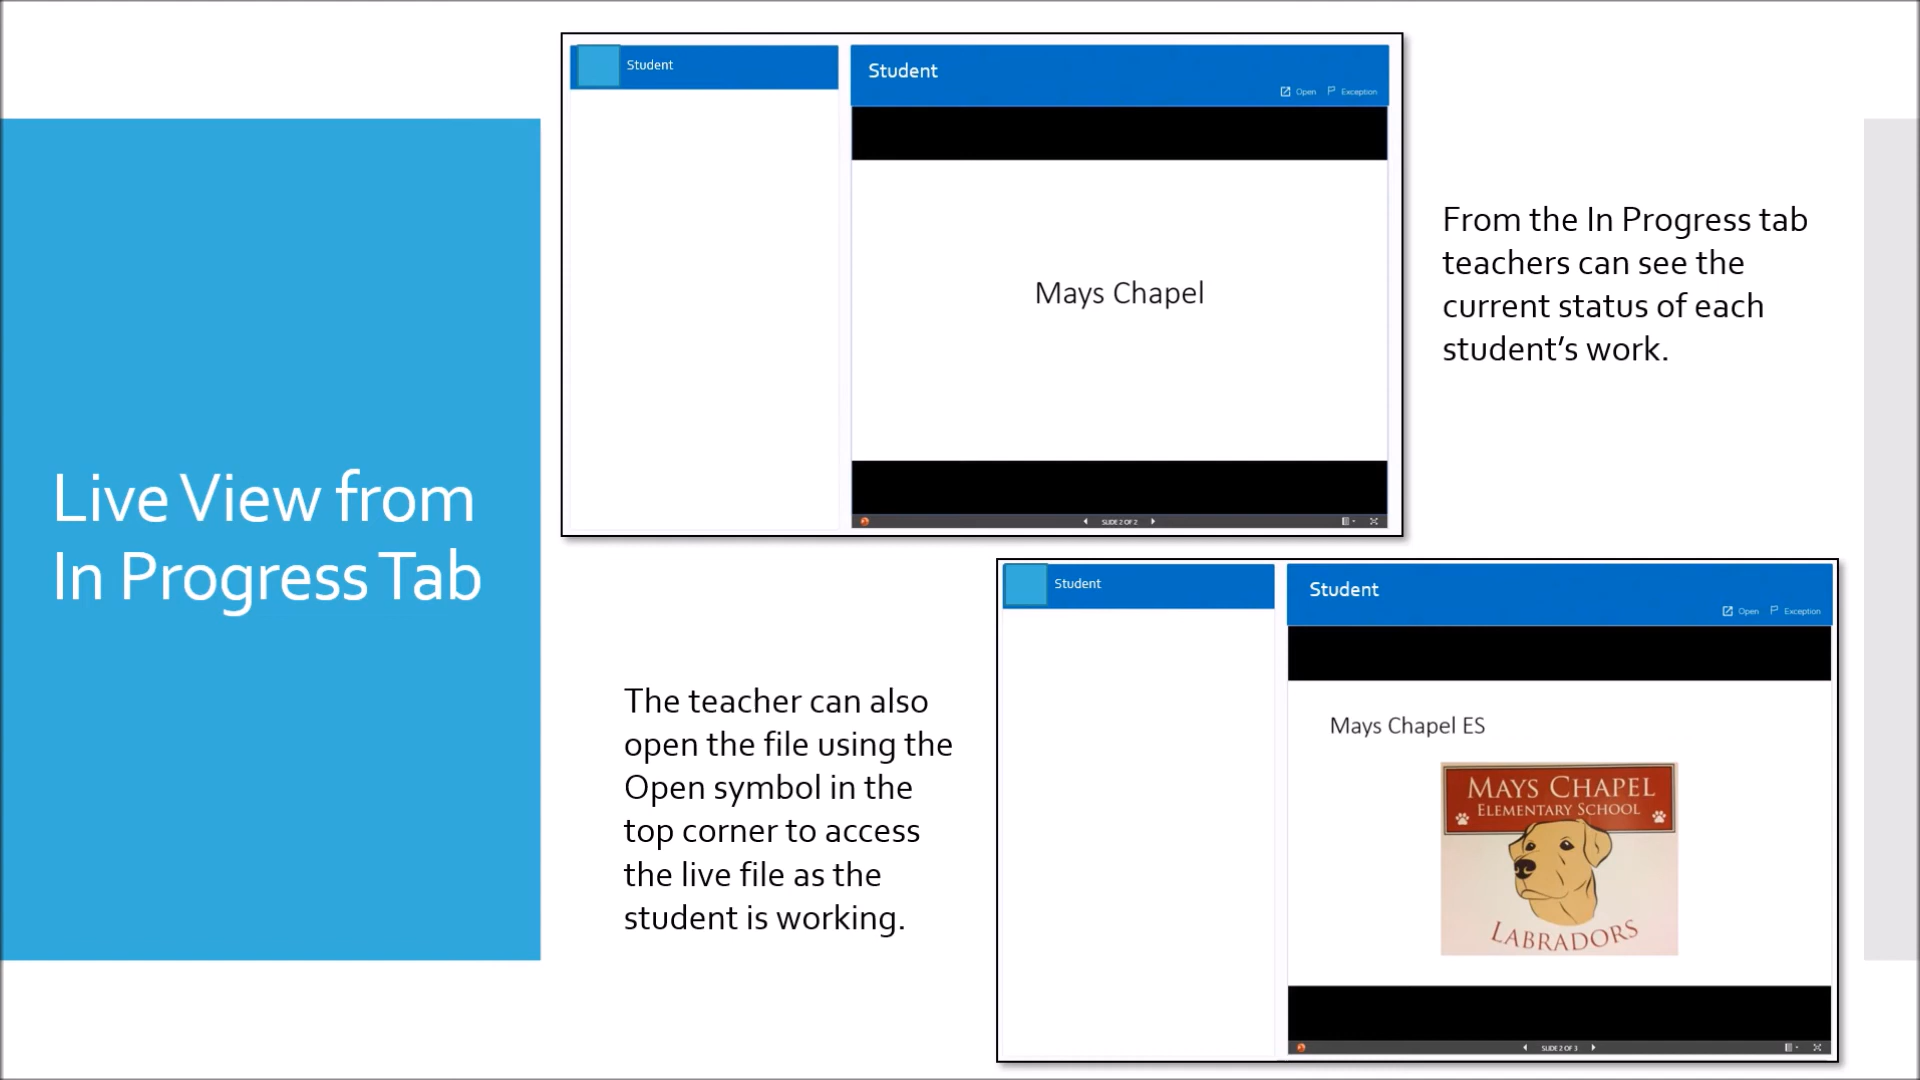 Live View from
In Progress Tab
Student
Student
Open Exception
Mays Chapel
SLIDE 2 OF 2
From the In Progress tab
teachers can see the
current status of each
student's work.
The teacher can also
open the file using the
Open symbol in the
top corner to access
the live file as the
student is working.
Student
Student
Open Exception
Mays Chapel ES
MAYS CHAPEL
ELEMENTARY SCHOOL
LABRADORS
SLIDE 2 OF 3